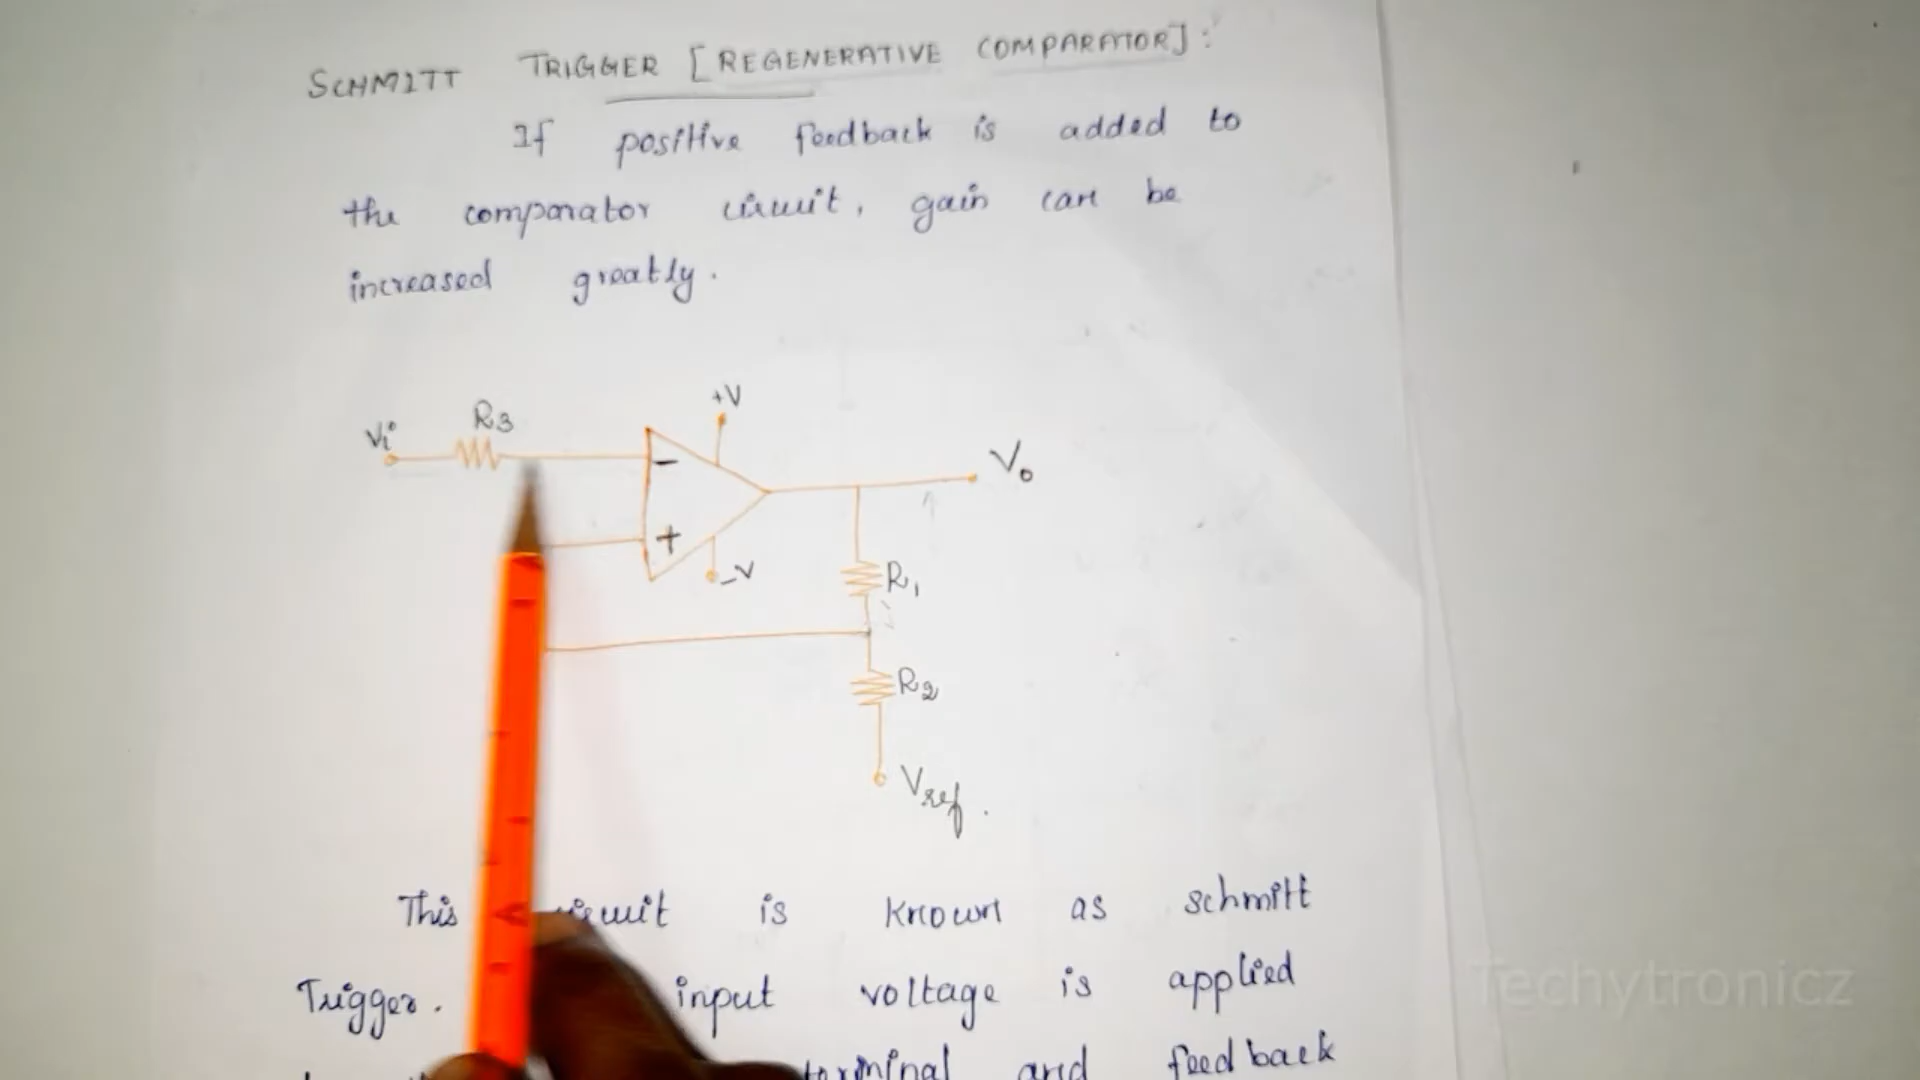 SCHMITT TRIGGER [REGENERATIVE COMPARATOR]:
If positive feedback is added to
the comparator circuit, gain can be
increased greatly.
+V
R3
Vi
-
Vo
+
-V
R1
R2
Vref.
This circuit is known as schmitt
Trigger. input voltage is applied
terminal and feedback
Techytronicz